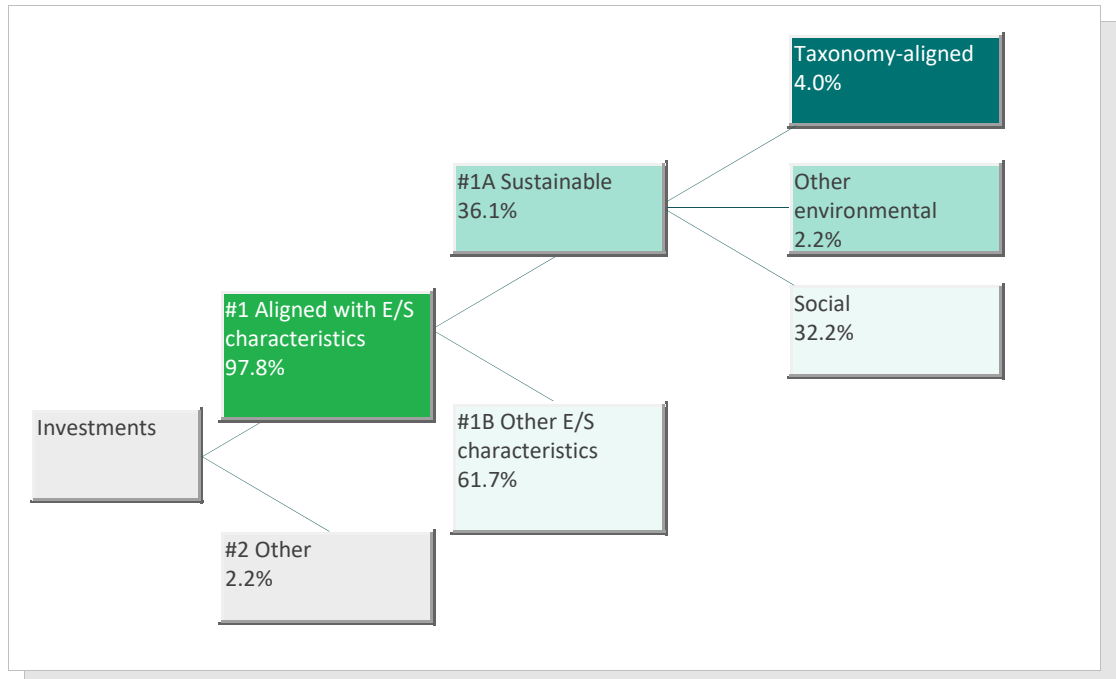 Investments
#1 Aligned with E/S
characteristics
97.8%
#2 Other
2.2%
#1A Sustainable
36.1%
#1B Other E/S
characteristics
61.7%
Taxonomy-aligned
4.0%
Other
environmental
2.2%
Social
32.2%